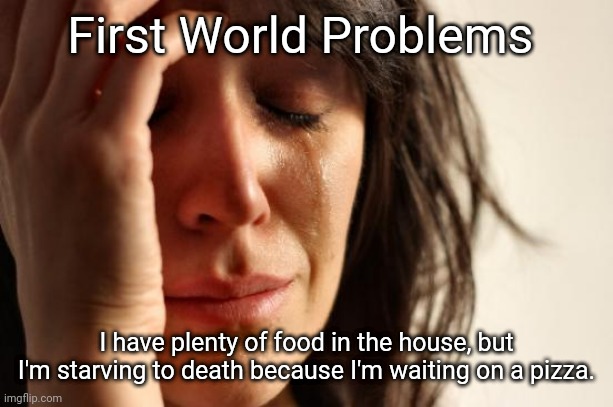 First World Problems
I have plenty of food in the house, but
I'm starving to death because I'm waiting on a pizza.
imgflip.com